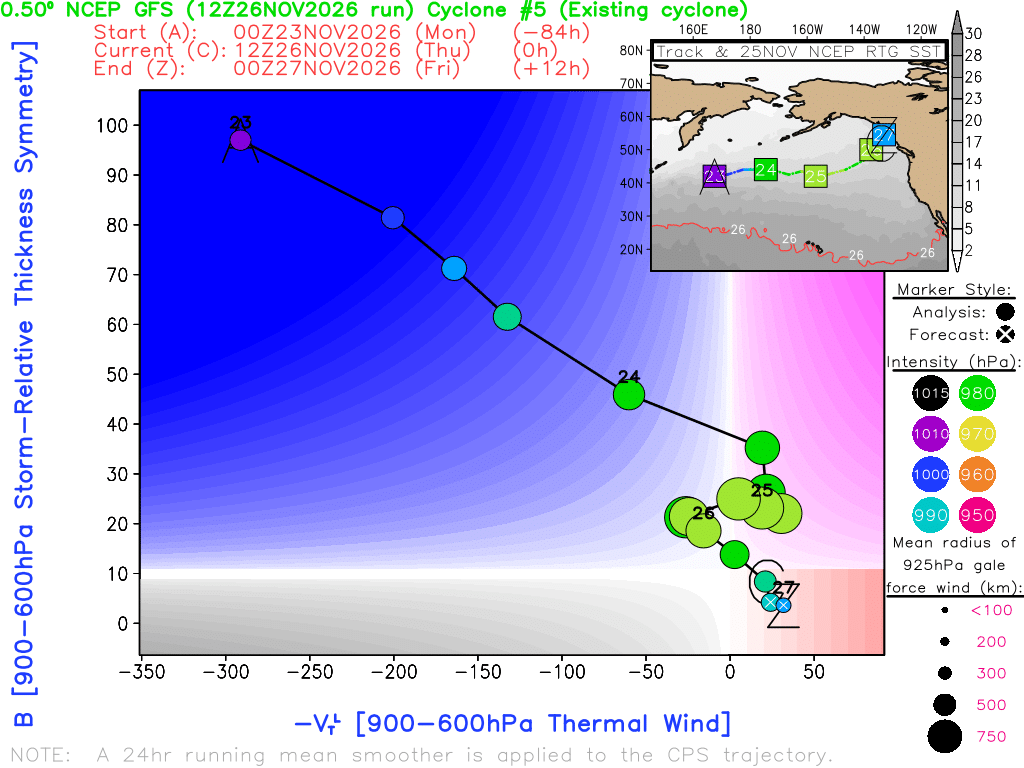 0.50° NCEP GFS (12Z26NOV2026 run) Cyclone #5 (Existing cyclone)
Start (A): 00Z23NOV2026 (Mon) (−84h)
Current (C): 12Z26NOV2026 (Thu) (0h)
End (Z): 00Z27NOV2026 (Fri) (+12h)
160E 180 160W 140W 120W
Track & 25NOV NCEP RTG SST
80N
70N
60N
50N
40N
30N
20N
23 24 25 27
26 26 26 26
30
28
26
23
20
17
14
11
8
5
2
B [900−600hPa Storm−Relative Thickness Symmetry]
100
90
80
70
60
50
40
30
20
10
0
23
A
24
25
26
27
C
Z
−350 −300 −250 −200 −150 −100 −50 0 50
−V_T^L [900−600hPa Thermal Wind]
Marker Style:
Analysis:
Forecast:
Intensity (hPa):
1015 980
1010 970
1000 960
990 950
Mean radius of
925hPa gale
force wind (km):
<100
200
300
500
750
NOTE: A 24hr running mean smoother is applied to the CPS trajectory.